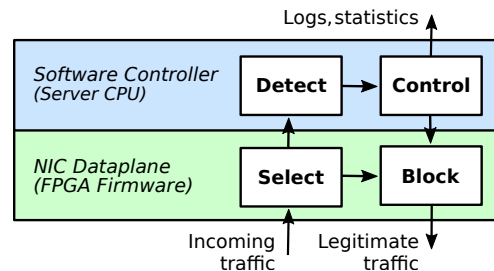 Logs, statistics
Software Controller
(Server CPU)
Detect
Control
NIC Dataplane
(FPGA Firmware)
Select
Block
Incoming
traffic
Legitimate
traffic